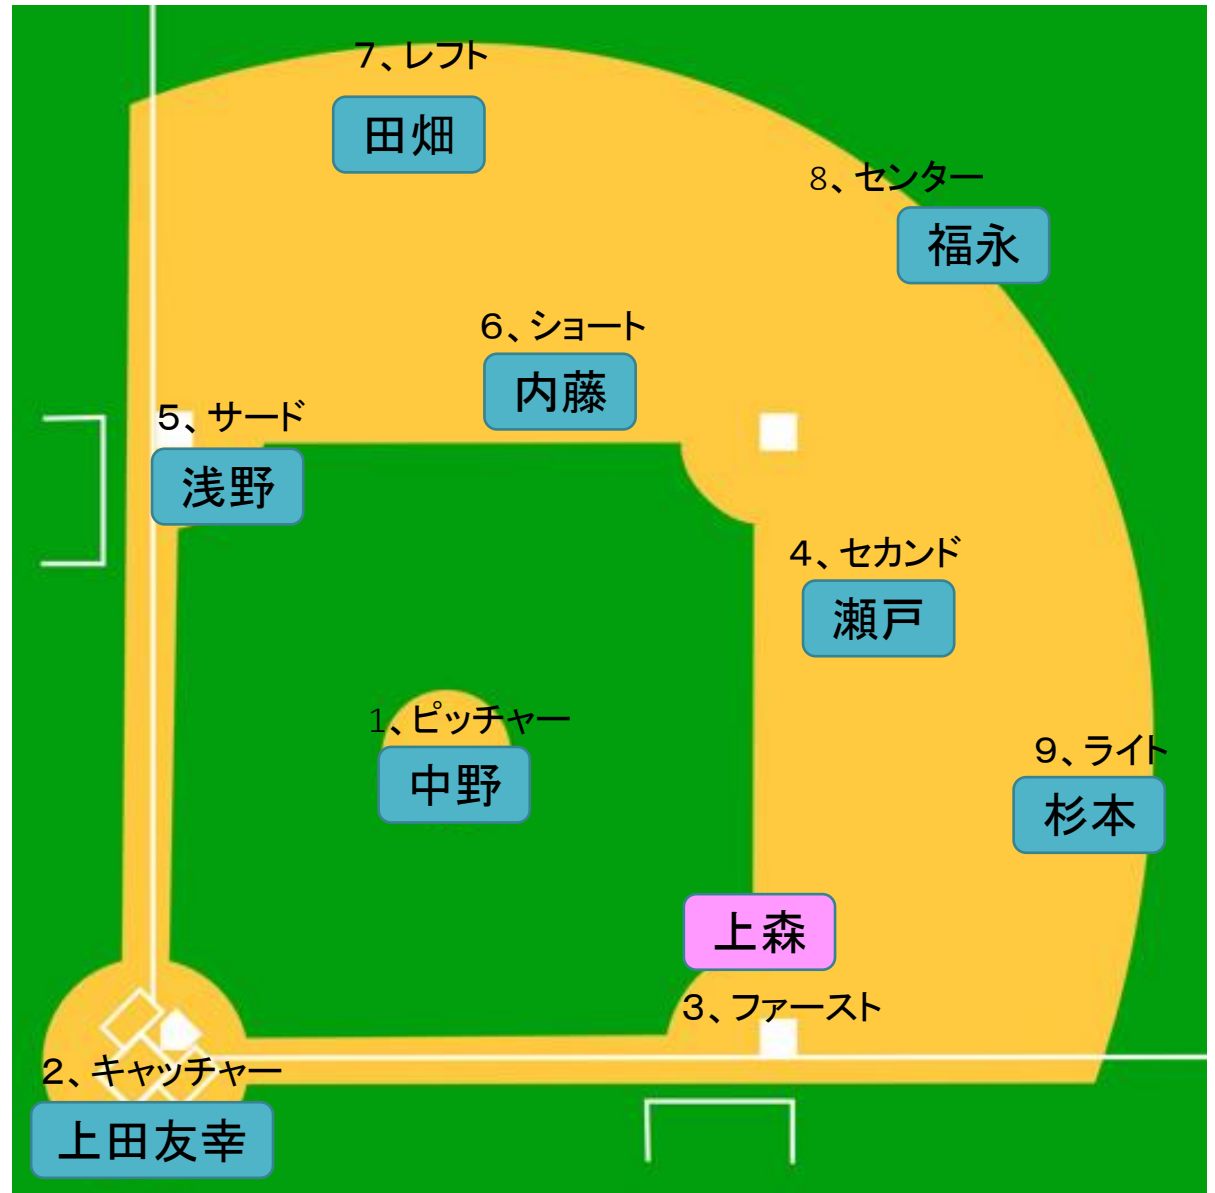 ７、レフト
田畑
8、センター
福永
６、ショート
内藤
５、サード
浅野
４、セカンド
瀬戸
1、ピッチャー
中野
９、ライト
杉本
上森
３、ファースト
２、キャッチャー
上田友幸